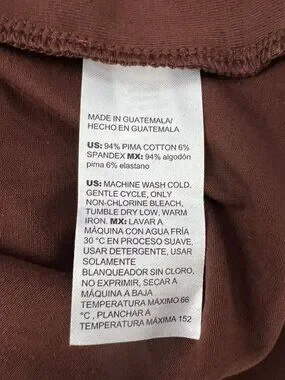 MADE IN GUATEMALA/
HECHO EN GUATEMALA
US: 94% PIMA COTTON 6%
SPANDEX MX: 94% algodón
pima 6% elastano
US: MACHINE WASH COLD.
GENTLE CYCLE, ONLY
NON-CHLORINE BLEACH,
TUMBLE DRY LOW, WARM
IRON. MX: LAVAR A
MÁQUINA CON AGUA FRÍA
30 °C EN PROCESO SUAVE,
USAR DETERGENTE, USAR
SOLAMENTE
BLANQUEADOR SIN CLORO,
NO EXPRIMIR, SECAR A
MÁQUINA A BAJA
TEMPERATURA MÁXIMO 66
°C , PLANCHAR A
TEMPERATURA MÁXIMA 152